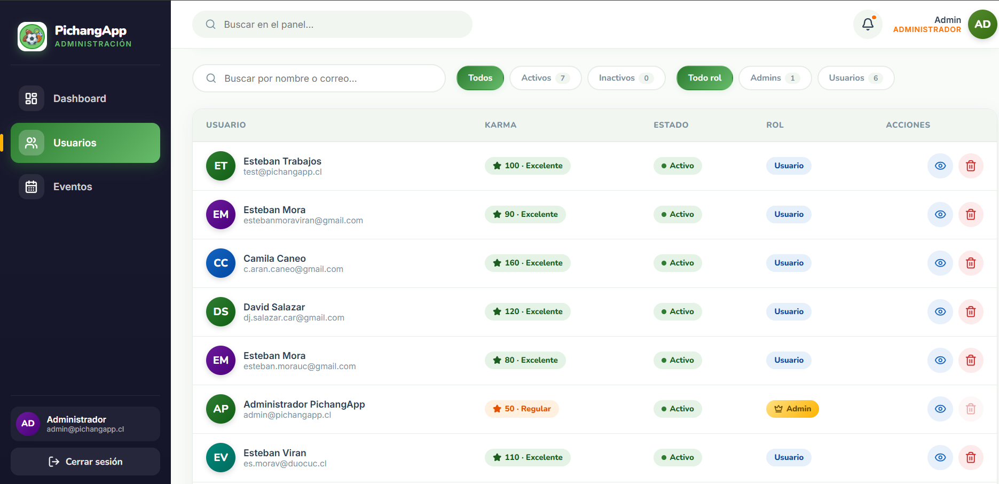 PichangApp
ADMINISTRACIÓN
Dashboard
Usuarios
Eventos
AD
Administrador
admin@pichangapp.cl
Cerrar sesión
Buscar en el panel...
Admin
ADMINISTRADOR
AD
Buscar por nombre o correo...
Todos
Activos 7
Inactivos 0
Todo rol
Admins 1
Usuarios 6
USUARIO KARMA ESTADO ROL ACCIONES
ET
Esteban Trabajos
test@pichangapp.cl
100 · Excelente
Activo
Usuario
EM
Esteban Mora
estebanmoraviran@gmail.com
90 · Excelente
Activo
Usuario
CC
Camila Caneo
c.aran.caneo@gmail.com
160 · Excelente
Activo
Usuario
DS
David Salazar
dj.salazar.car@gmail.com
120 · Excelente
Activo
Usuario
EM
Esteban Mora
esteban.morauc@gmail.com
80 · Excelente
Activo
Usuario
AP
Administrador PichangApp
admin@pichangapp.cl
50 · Regular
Activo
Admin
EV
Esteban Viran
es.morav@duocuc.cl
110 · Excelente
Activo
Usuario